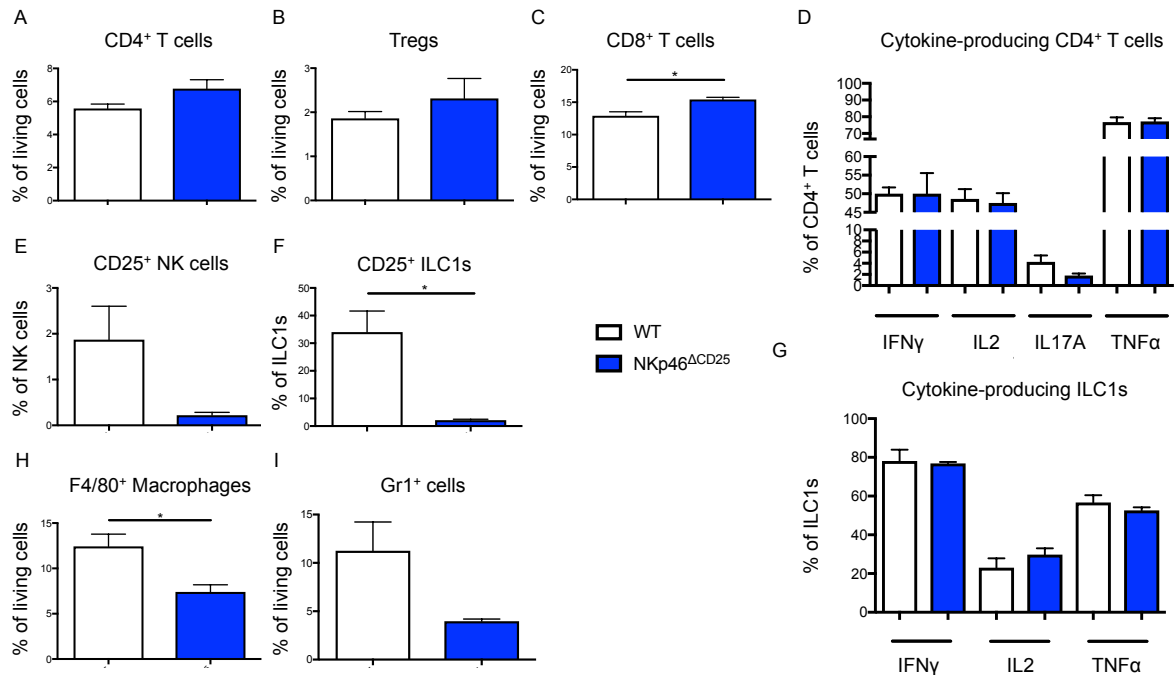 A
CD4⁺ T cells
% of living cells
8
6
4
2
0
B
Tregs
% of living cells
3
2
1
0
C
CD8⁺ T cells
% of living cells
20
15
10
5
0
*
D
Cytokine-producing CD4⁺ T cells
% of CD4⁺ T cells
100
90
80
70
60
50
45
10
8
6
4
2
0
IFNγ IL2 IL17A TNFα
E
CD25⁺ NK cells
% of NK cells
3
2
1
0
F
CD25⁺ ILC1s
% of ILC1s
50
40
30
20
10
0
*
WT
NKp46ΔCD25
G
Cytokine-producing ILC1s
% of ILC1s
100
80
60
40
20
0
IFNγ IL2 TNFα
H
F4/80⁺ Macrophages
% of living cells
15
10
5
0
*
I
Gr1⁺ cells
% of living cells
15
10
5
0